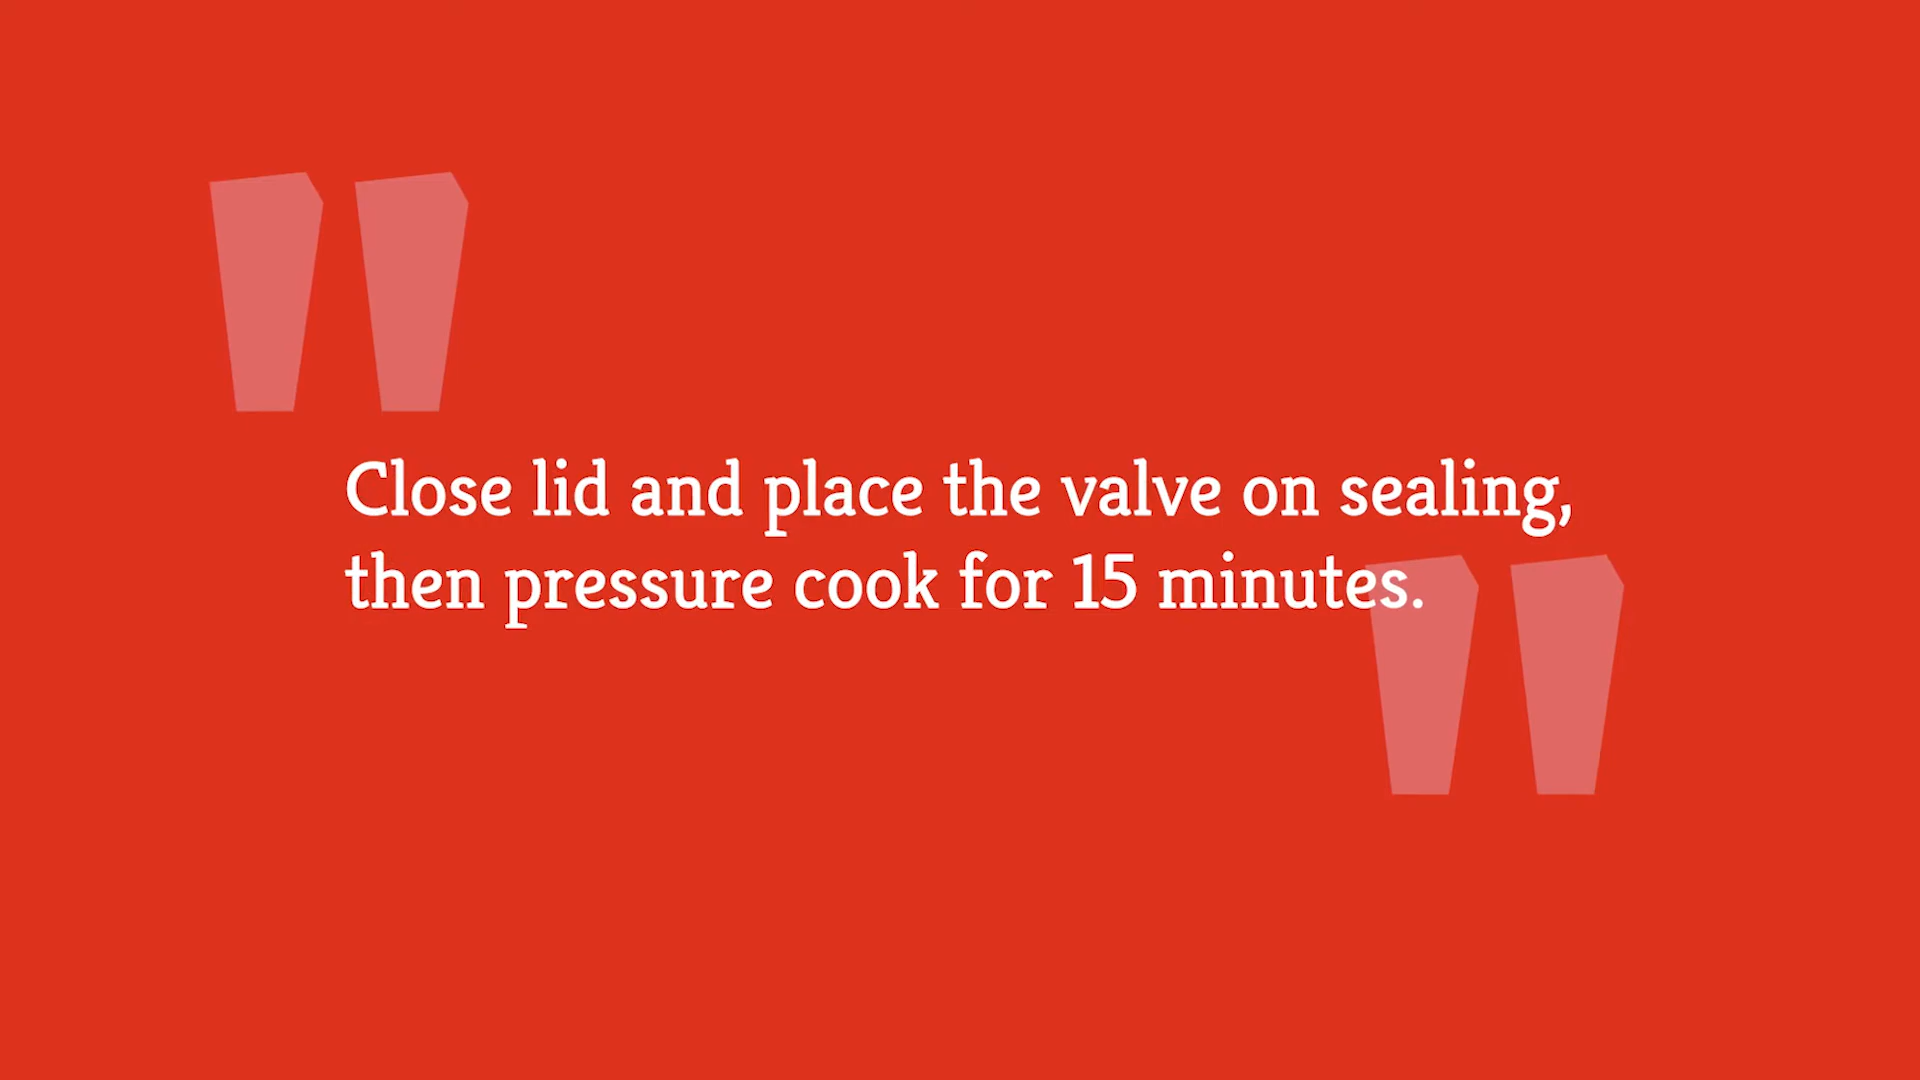 Close lid and place the valve on sealing,
then pressure cook for 15 minutes.